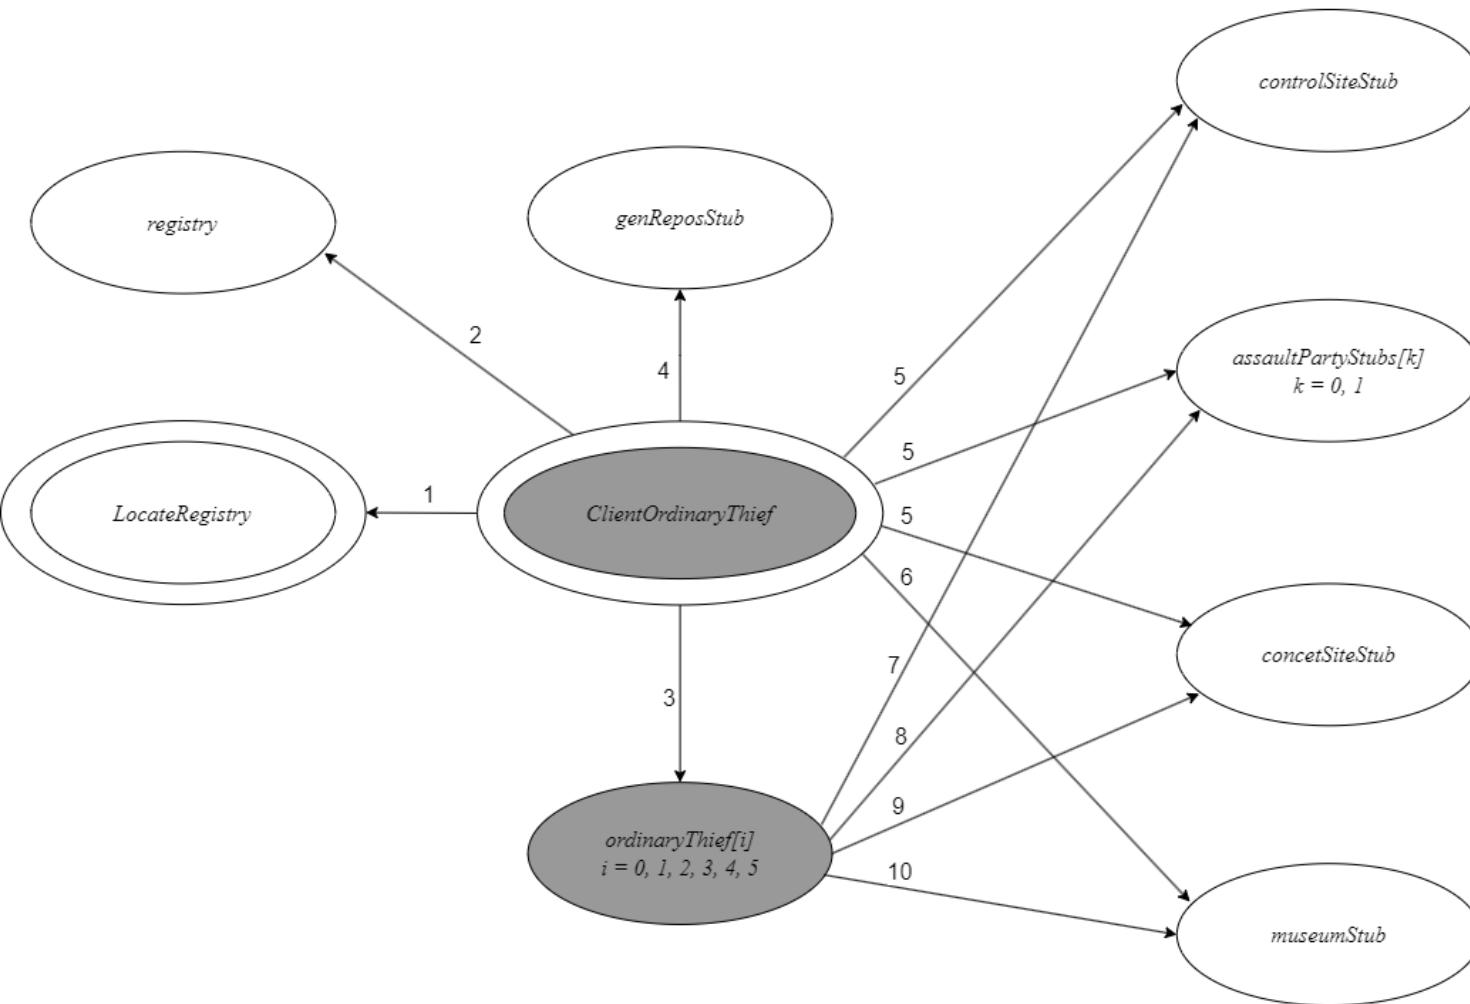 controlSiteStub
registry
genReposStub
2
4
5
assaultPartyStubs[k]
k = 0, 1
5
LocateRegistry
1
ClientOrdinaryThief
5
6
concetSiteStub
7
3
8
9
ordinaryThief[i]
i = 0, 1, 2, 3, 4, 5
10
museumStub